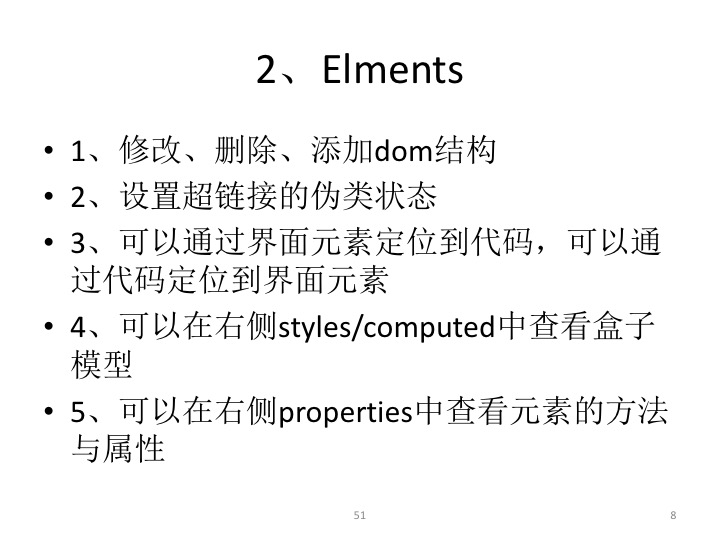 2、Elments
• 1、修改、删除、添加dom结构
• 2、设置超链接的伪类状态
• 3、可以通过界面元素定位到代码，可以通
过代码定位到界面元素
• 4、可以在右侧styles/computed中查看盒子
模型
• 5、可以在右侧properties中查看元素的方法
与属性
51
8